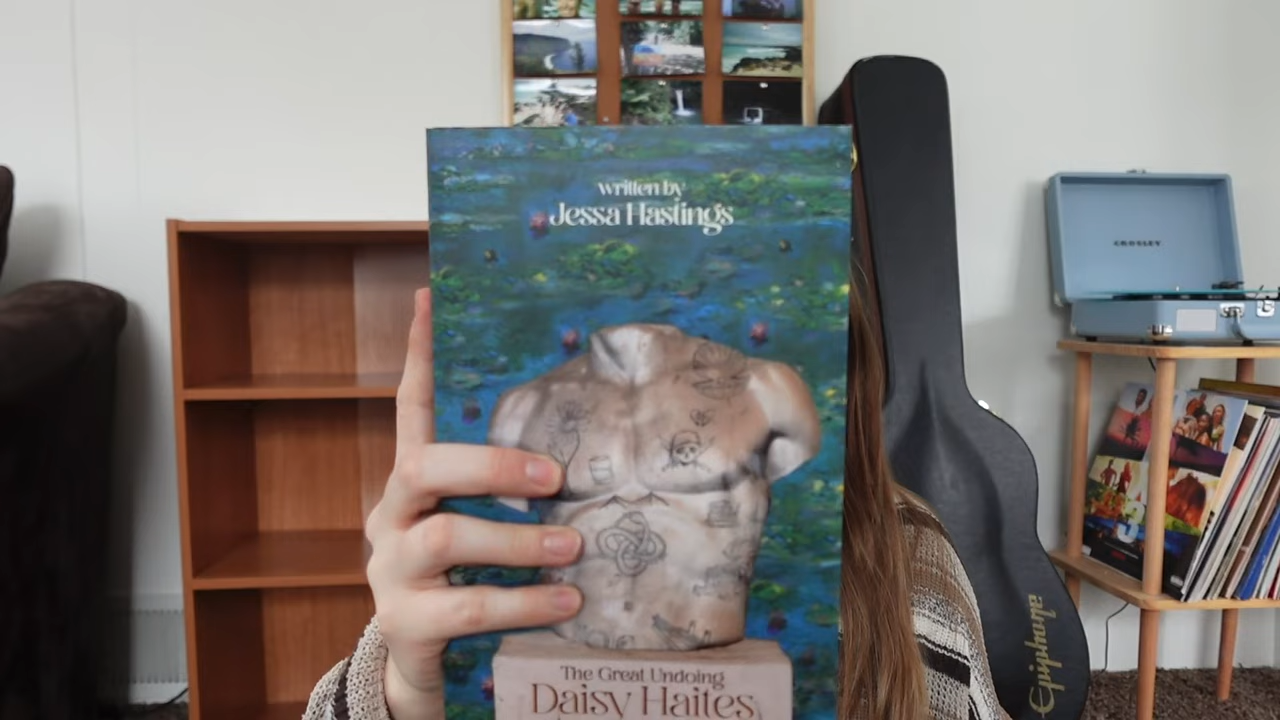 written by
Jessa Hastings
The Great Undoing
Daisy Haites
CROSLEY
Epiphone